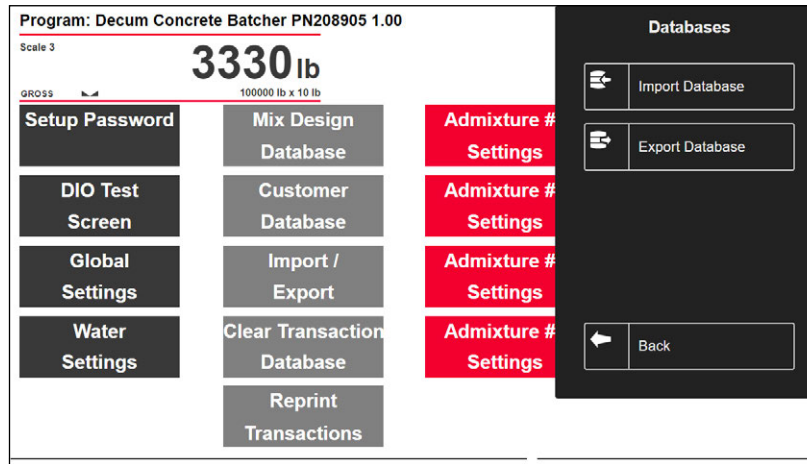 Program: Decum Concrete Batcher PN208905 1.00
Scale 3
3330 lb
GROSS
100000 lb x 10 lb
Setup Password
Mix Design
Database
Admixture #
Settings
DIO Test
Screen
Customer
Database
Admixture #
Settings
Global
Settings
Import /
Export
Admixture #
Settings
Water
Settings
Clear Transaction
Database
Admixture #
Settings
Reprint
Transactions
Databases
Import Database
Export Database
Back